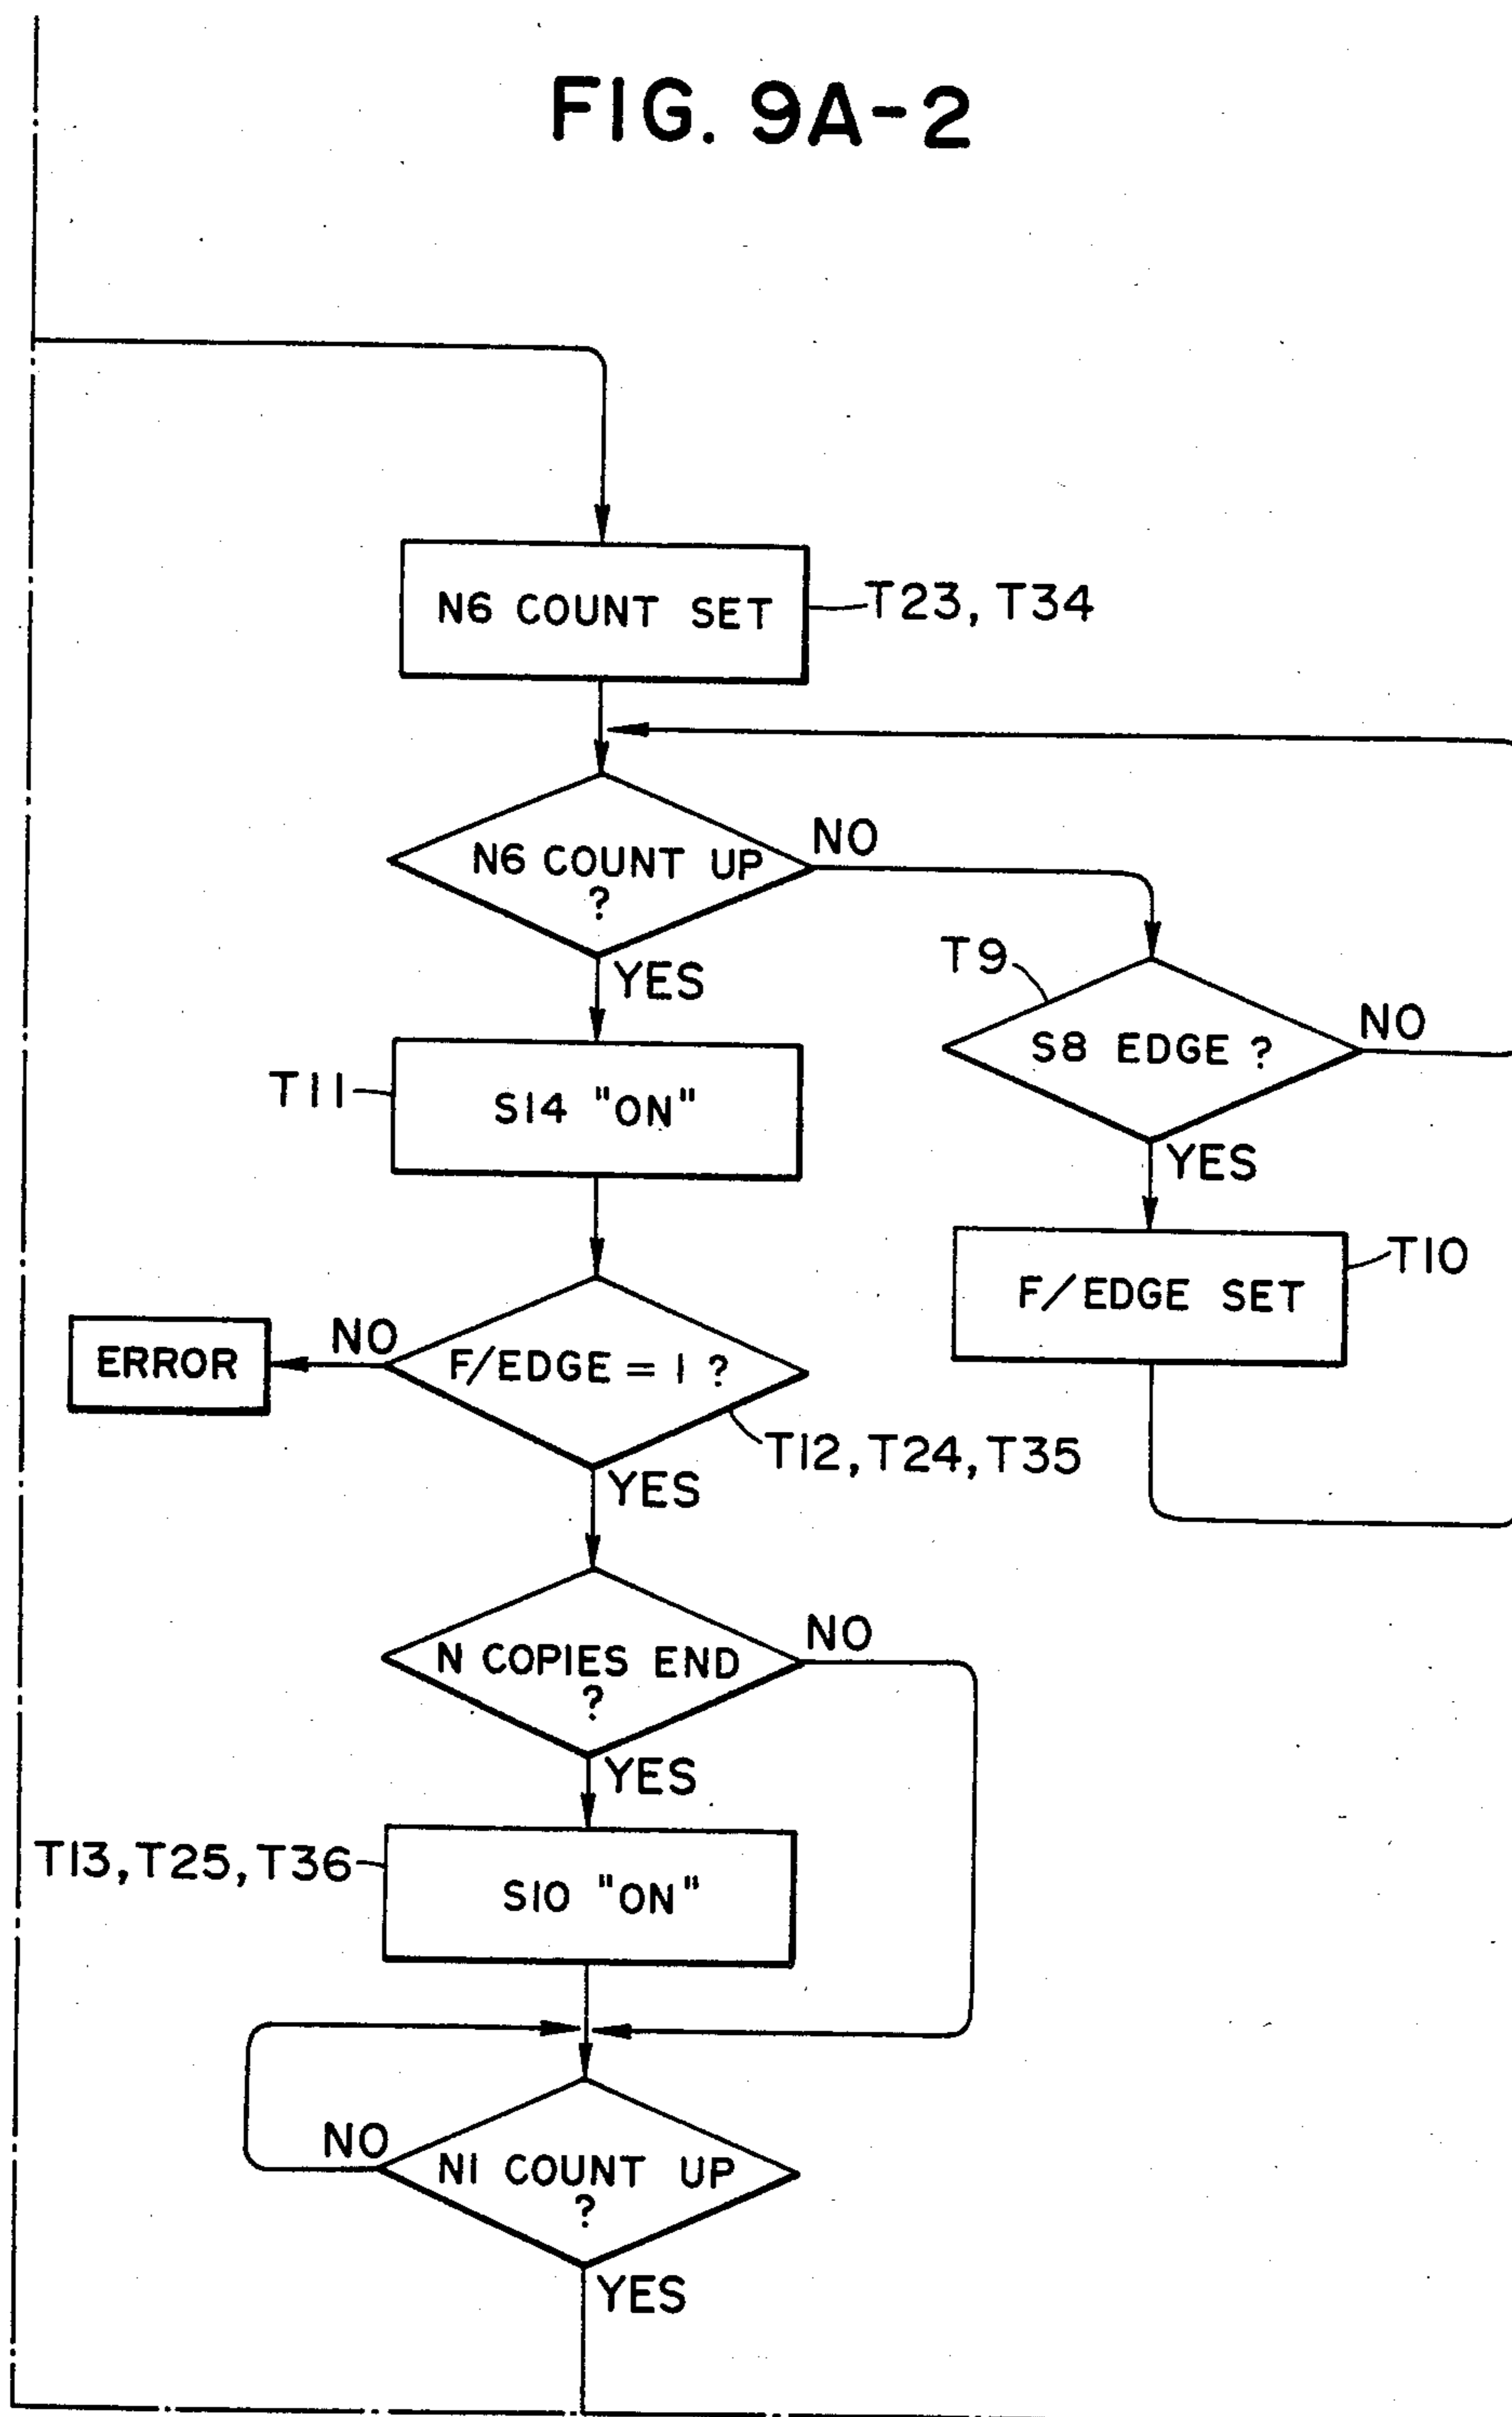 FIG. 9A-2
N6 COUNT SET
T23, T34
N6 COUNT UP
?
NO
YES
T9
S8 EDGE ?
NO
YES
T11
S14 "ON"
F/EDGE SET
T10
ERROR
NO
F/EDGE = 1 ?
T12, T24, T35
YES
N COPIES END
?
NO
YES
T13, T25, T36
S10 "ON"
NO
N1 COUNT UP
?
YES